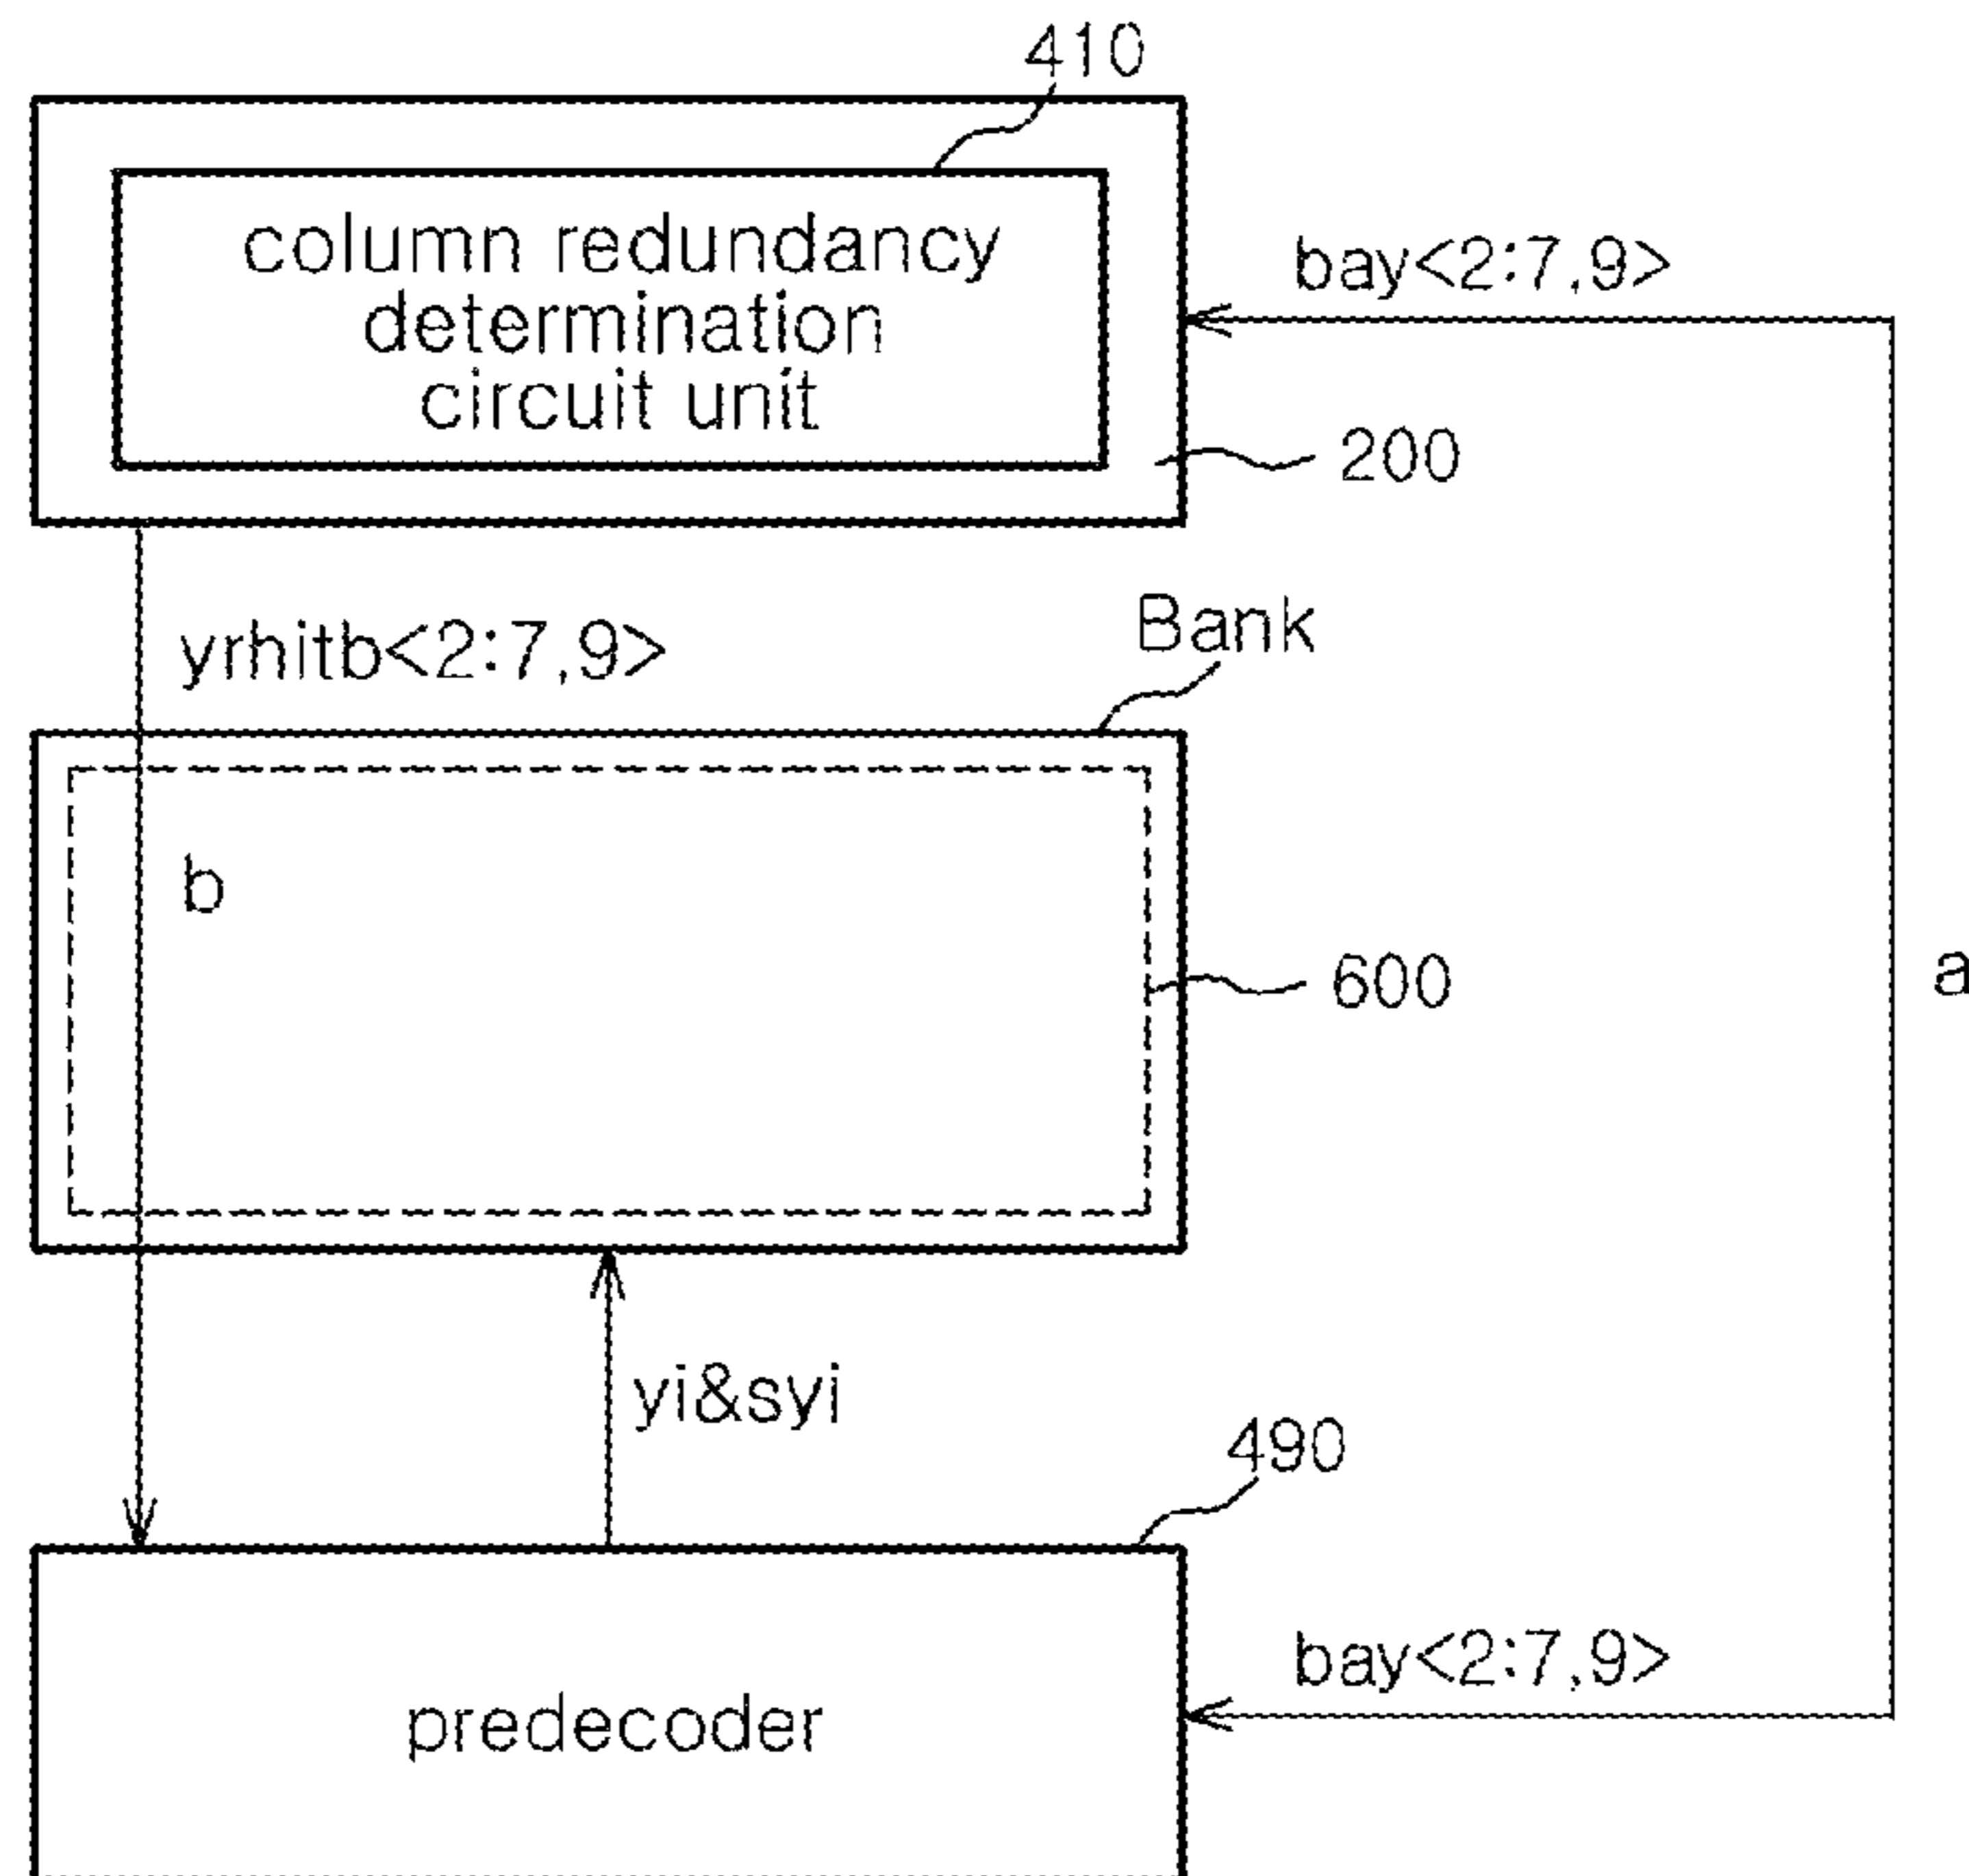 410
column redundancy
determination
circuit unit
bay<2:7,9>
200
yrhitb<2:7,9>
Bank
b
600
a
yi&syi
490
bay<2:7,9>
predecoder